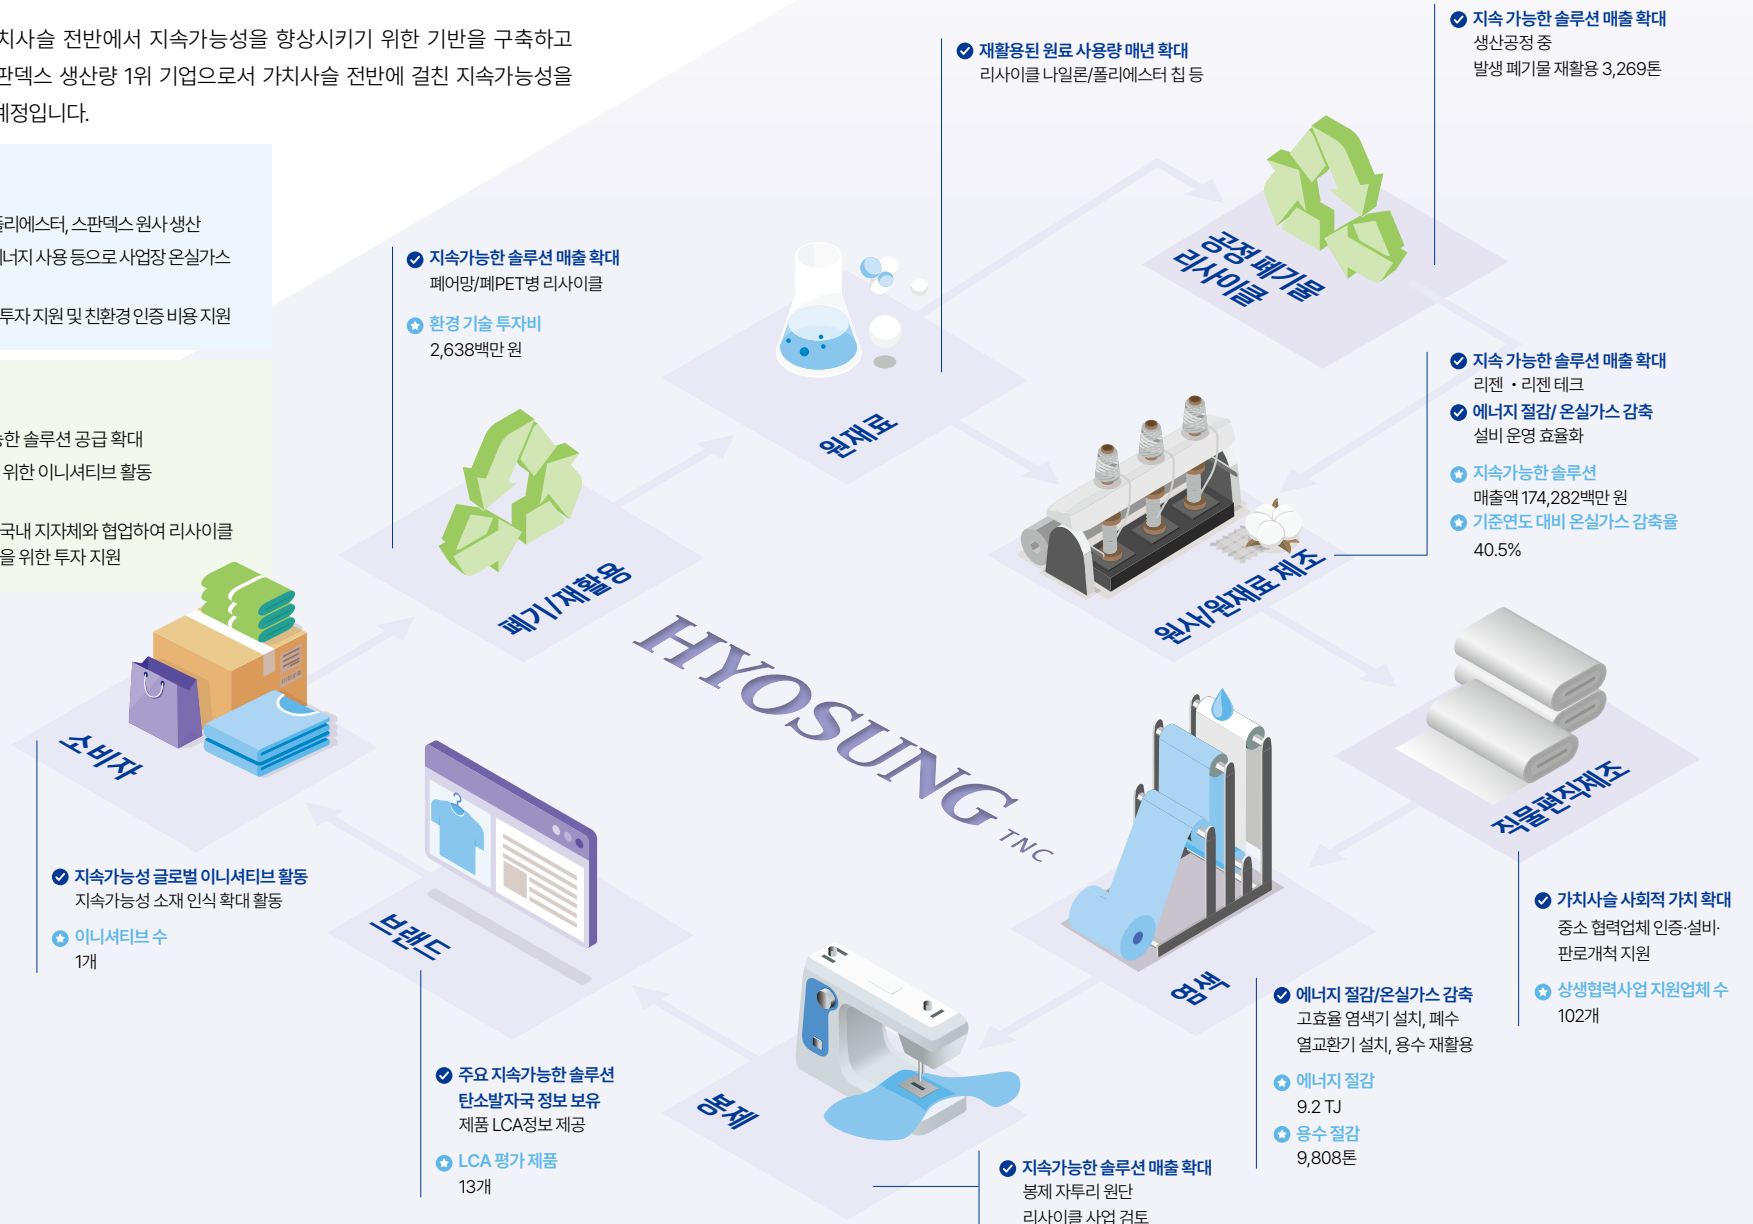 치사슬 전반에서 지속가능성을 향상시키기 위한 기반을 구축하고
판덱스 생산량 1위 기업으로서 가치사슬 전반에 걸친 지속가능성을
예정입니다.
폴리에스터, 스판덱스 원사 생산
에너지 사용 등으로 사업장 온실가스
투자 지원 및 친환경 인증 비용 지원
능한 솔루션 공급 확대
위한 이니셔티브 활동
국내 지자체와 협업하여 리사이클
을 위한 투자 지원
지속가능한 솔루션 매출 확대
폐어망/폐PET병 리사이클
환경 기술 투자비
2,638백만 원
재활용된 원료 사용량 매년 확대
리사이클 나일론/폴리에스터 칩 등
지속 가능한 솔루션 매출 확대
생산공정 중
발생 폐기물 재활용 3,269톤
공정 폐기물
리사이클
원재료
폐기/재활용
지속 가능한 솔루션 매출 확대
리젠 · 리젠 테크
에너지 절감/ 온실가스 감축
설비 운영 효율화
지속가능한 솔루션
매출액 174,282백만 원
기준연도 대비 온실가스 감축율
40.5%
원사/원재료 제조
HYOSUNG TNC
소비자
지속가능성 글로벌 이니셔티브 활동
지속가능성 소재 인식 확대 활동
이니셔티브 수
1개
브랜드
주요 지속가능한 솔루션
탄소발자국 정보 보유
제품 LCA정보 제공
LCA 평가 제품
13개
봉제
지속가능한 솔루션 매출 확대
봉제 자투리 원단
리사이클 사업 검토
염색
에너지 절감/온실가스 감축
고효율 염색기 설치, 폐수
열교환기 설치, 용수 재활용
에너지 절감
9.2 TJ
용수 절감
9,808톤
직물편직제조
가치사슬 사회적 가치 확대
중소 협력업체 인증·설비·
판로개척 지원
상생협력사업 지원업체 수
102개